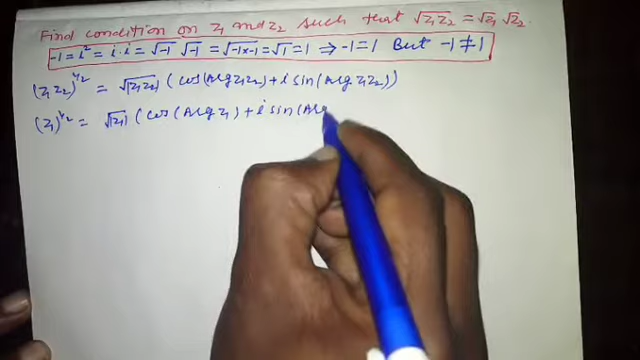 Find condition on z₁ and z₂ such that √z₁z₂ = √z₁ √z₂.
-1 = i² = i·i = √-1 √-1 = √-1×-1 = √1 = 1 ⇒ -1 = 1 But -1 ≠ 1
(z₁z₂)^½ = √|z₁z₂| (cos(Arg z₁z₂) + i sin(Arg z₁z₂))
(z₁)^½ = √|z₁| (cos(Arg z₁) + i sin(Arg